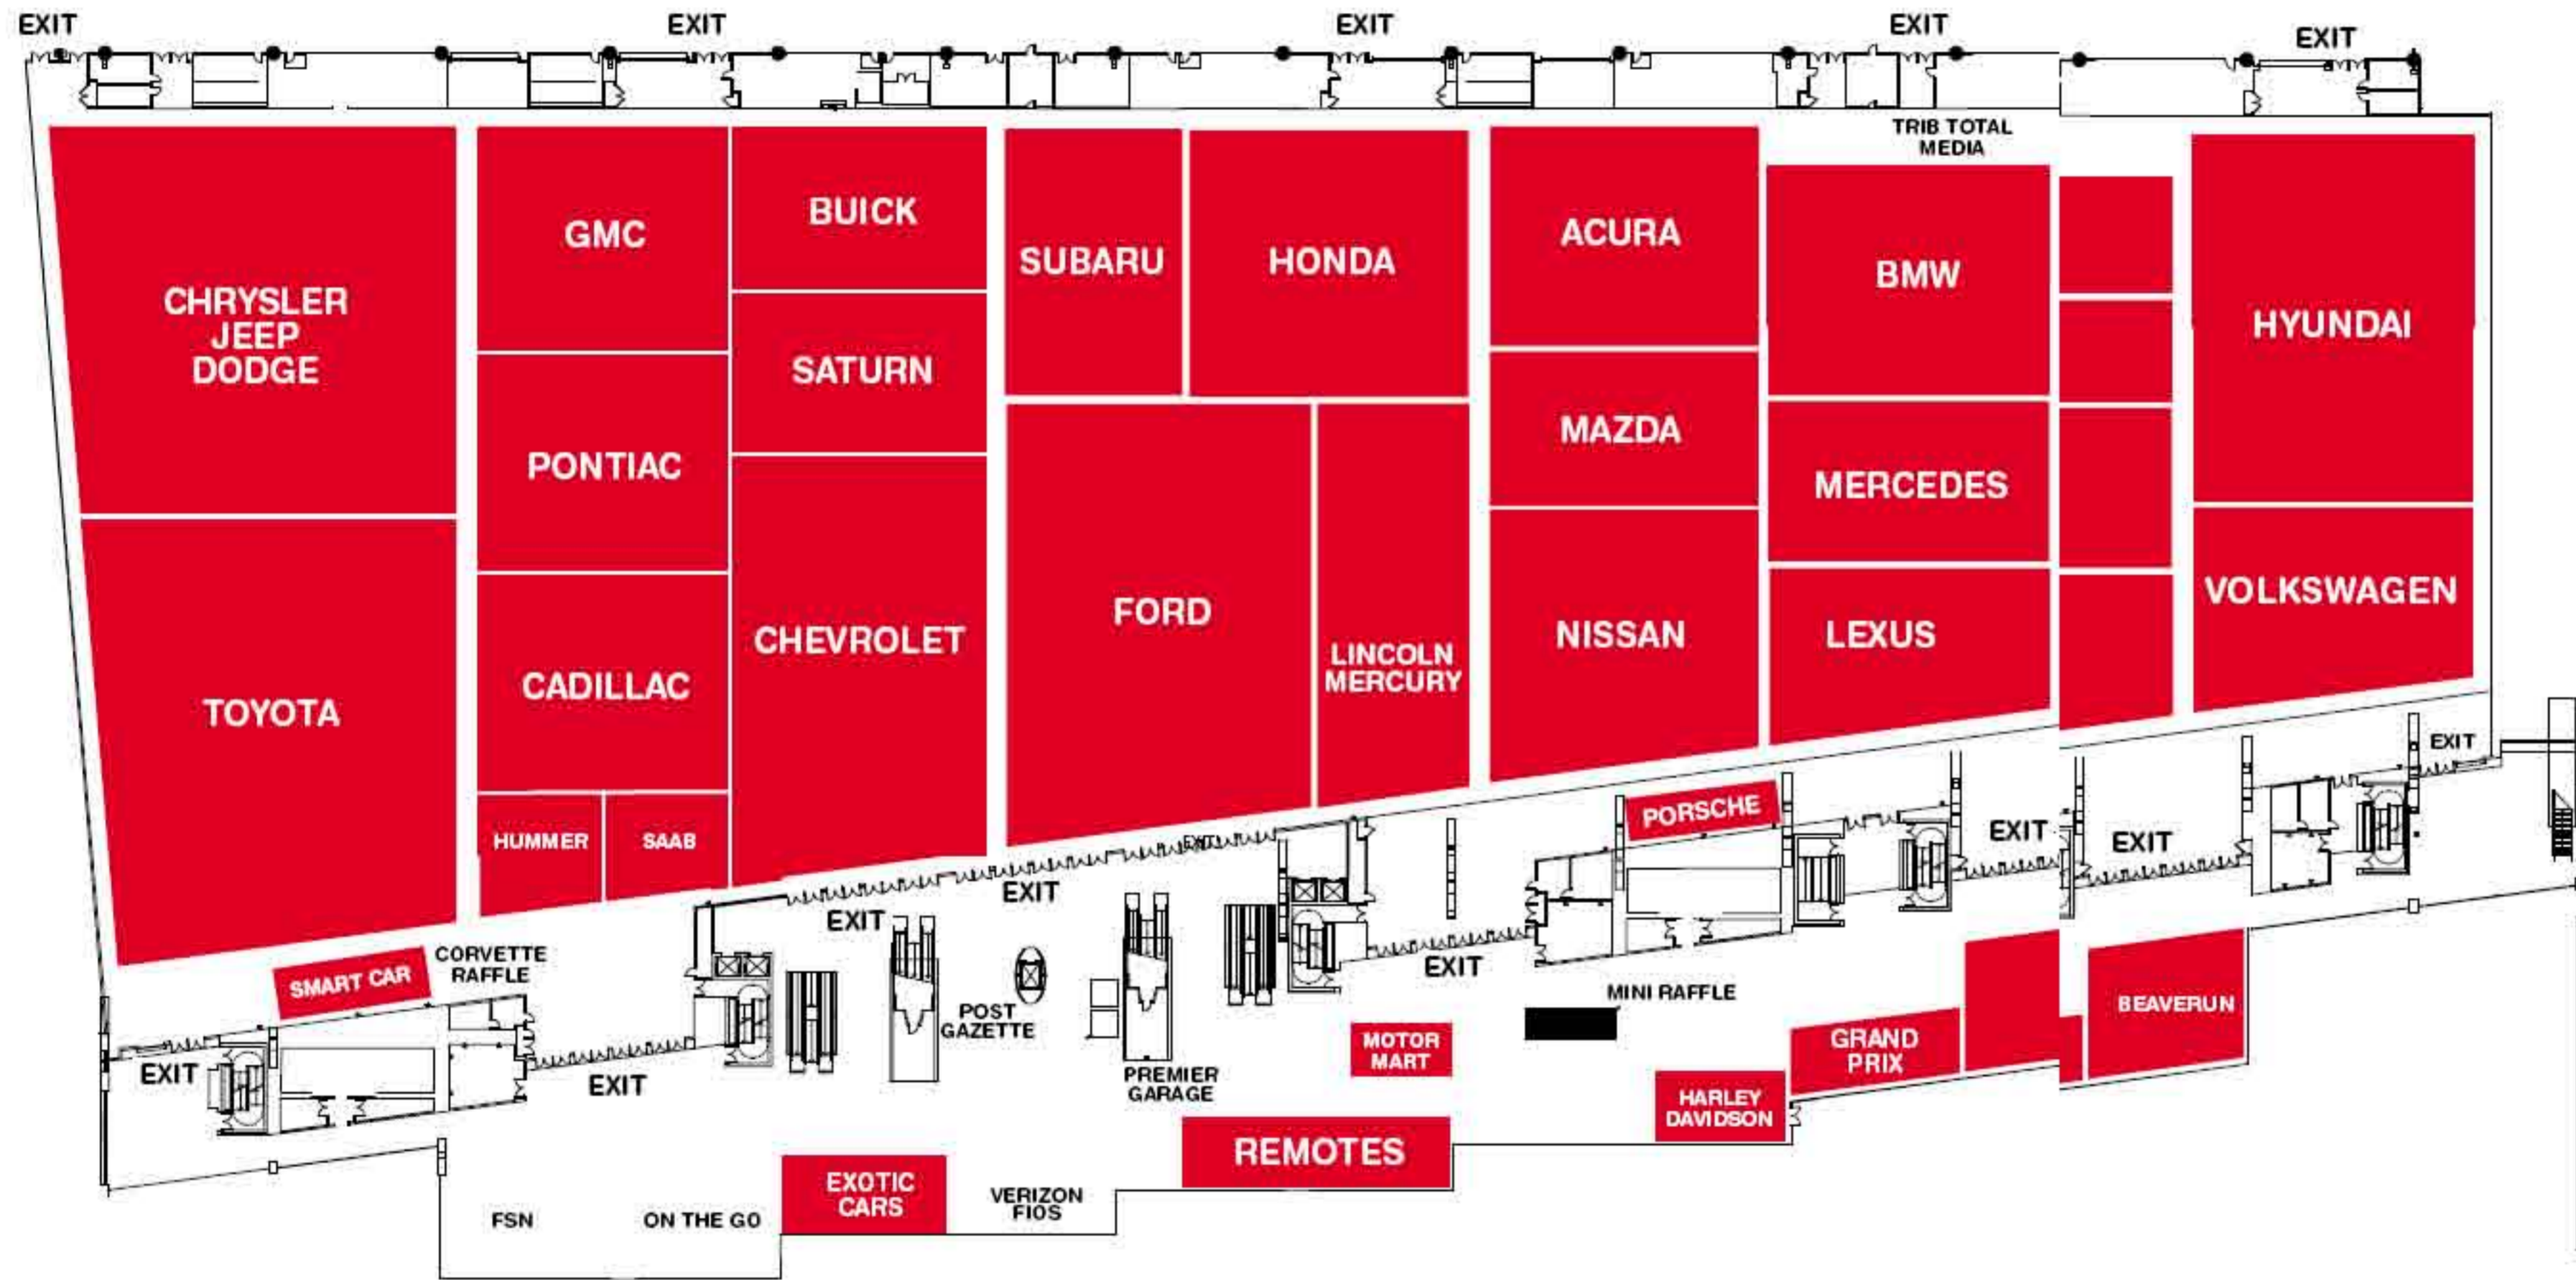 EXIT
EXIT
EXIT
EXIT
EXIT
TRIB TOTAL
MEDIA
CHRYSLER
JEEP
DODGE
GMC
BUICK
SUBARU
HONDA
ACURA
BMW
HYUNDAI
SATURN
PONTIAC
MAZDA
MERCEDES
TOYOTA
CADILLAC
CHEVROLET
FORD
LINCOLN
MERCURY
NISSAN
LEXUS
VOLKSWAGEN
HUMMER
SAAB
PORSCHE
EXIT
EXIT
EXIT
EXIT
EXIT
EXIT
SMART CAR
CORVETTE
RAFFLE
EXIT
MINI RAFFLE
POST
GAZETTE
MOTOR
MART
GRAND
PRIX
BEAVERUN
EXIT
EXIT
PREMIER
GARAGE
HARLEY
DAVIDSON
REMOTES
EXOTIC
CARS
VERIZON
FIOS
FSN
ON THE GO